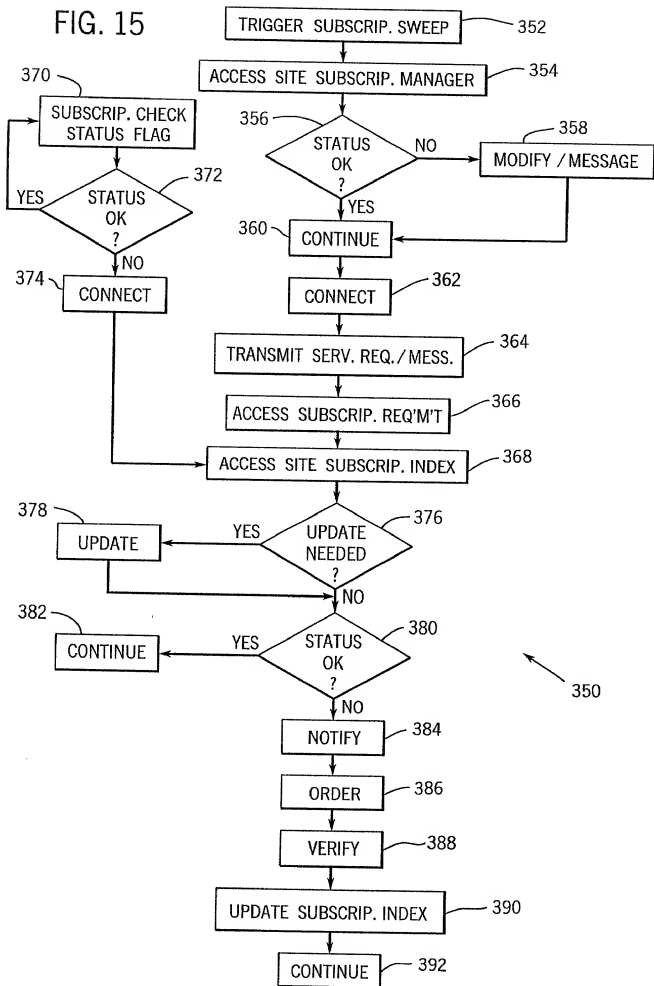 FIG. 15
TRIGGER SUBSCRIP. SWEEP
352
ACCESS SITE SUBSCRIP. MANAGER
354
370
SUBSCRIP. CHECK
STATUS FLAG
356
STATUS
OK
?
NO
358
MODIFY / MESSAGE
372
YES
STATUS
OK
?
YES
360
CONTINUE
NO
374
CONNECT
CONNECT
362
TRANSMIT SERV. REQ. / MESS.
364
ACCESS SUBSCRIP. REQ'M'T
366
ACCESS SITE SUBSCRIP. INDEX
368
378
UPDATE
YES
UPDATE
NEEDED
?
376
NO
382
CONTINUE
YES
STATUS
OK
?
380
350
NO
NOTIFY
384
ORDER
386
VERIFY
388
UPDATE SUBSCRIP. INDEX
390
CONTINUE
392